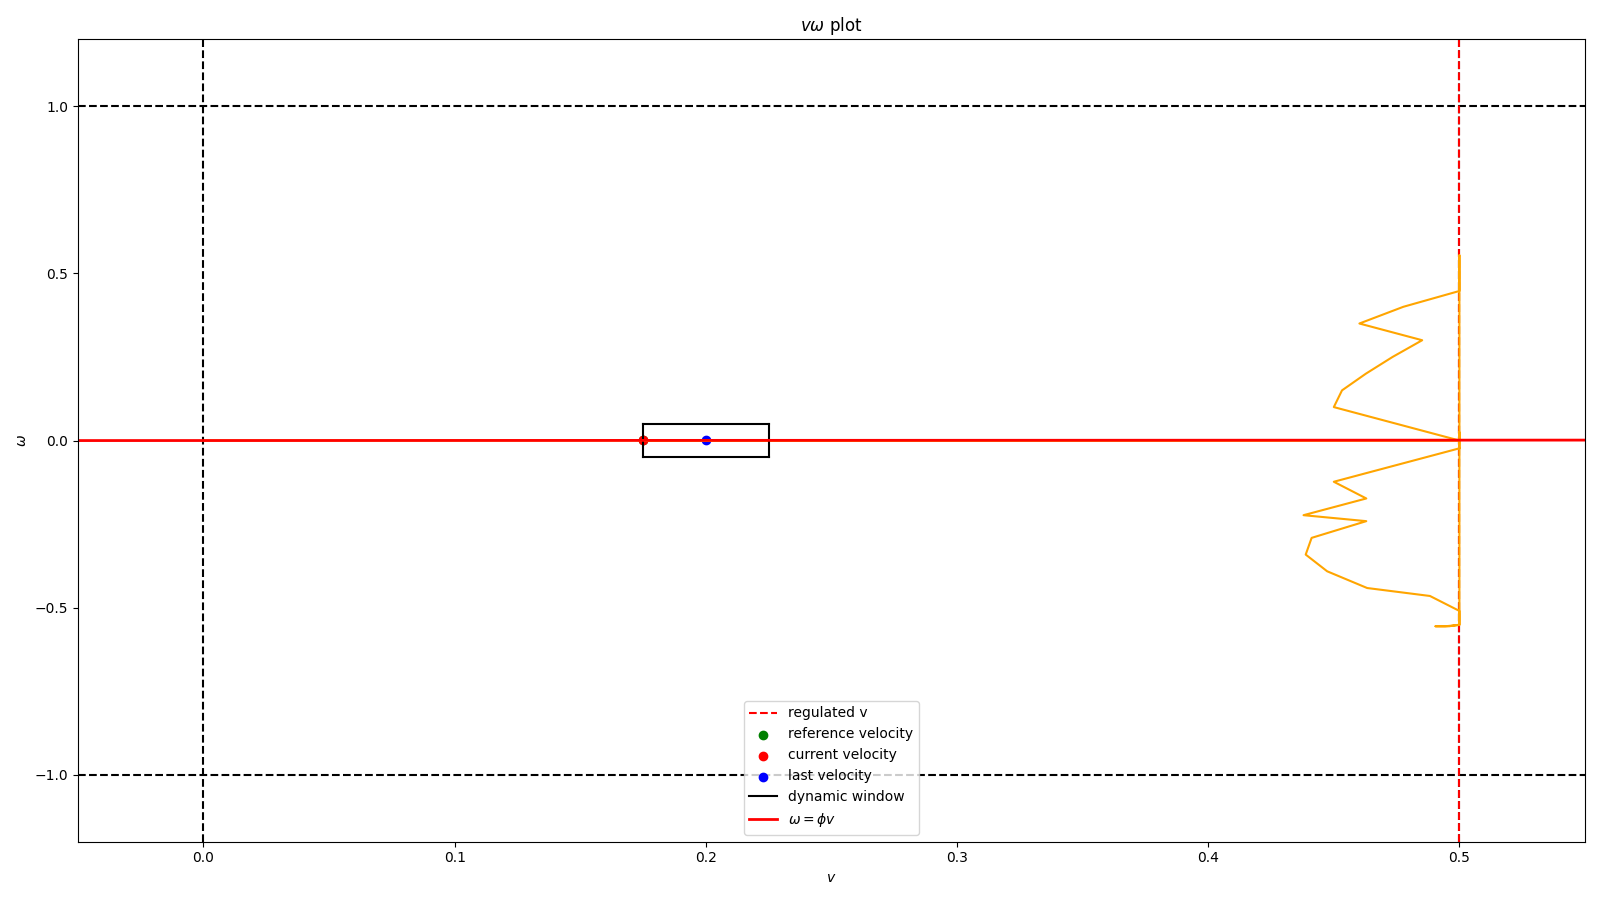 vω plot
1.0
0.5
0.0
−0.5
−1.0
ω
0.0 0.1 0.2 0.3 0.4 0.5
v
regulated v
reference velocity
current velocity
last velocity
dynamic window
ω = ϕv